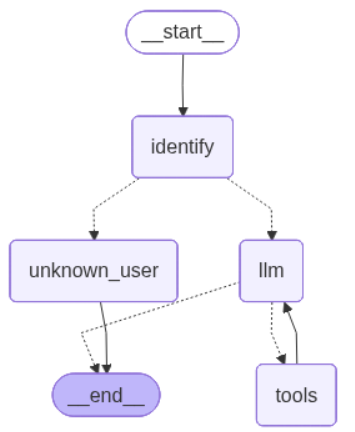 __start__
identify
unknown_user
llm
__end__
tools